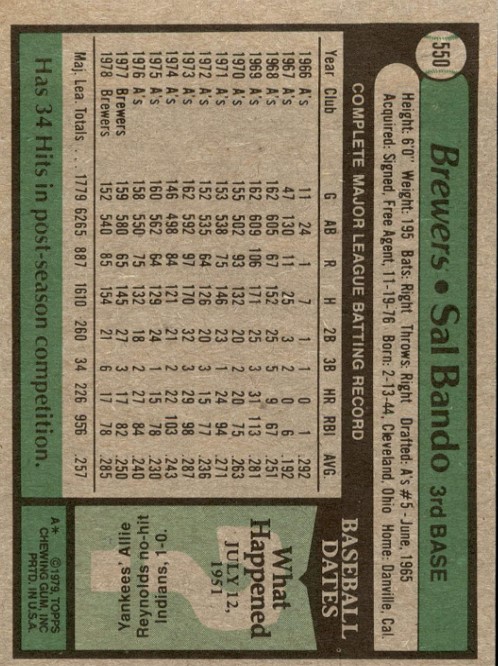 550
Brewers • Sal Bando 3rd BASE
Height: 6'0" Weight: 195 Bats: Right Throws: Right Drafted: A's #5-June, 1965
Acquired: Signed, Free Agent, 11-19-76 Born: 2-13-44, Cleveland, Ohio Home: Danville, Cal.
COMPLETE MAJOR LEAGUE BATTING RECORD
Year Club G AB R H 2B 3B HR RBI AVG
1966 A's 11 24 1 7 1 1 0 1 .292
1967 A's 47 130 11 25 3 2 0 6 .192
1968 A's 162 605 67 152 25 5 9 67 .251
1969 A's 162 609 106 171 25 3 31 113 .281
1970 A's 155 502 93 132 20 2 20 75 .263
1971 A's 153 538 75 146 23 1 24 94 .271
1972 A's 152 535 64 126 20 3 15 77 .236
1973 A's 162 592 97 170 32 3 29 98 .287
1974 A's 146 498 84 121 21 2 22 103 .243
1975 A's 160 562 64 129 24 1 15 78 .230
1976 A's 158 550 75 132 18 2 27 84 .240
1977 Brewers 159 580 65 145 27 3 17 82 .250
1978 Brewers 152 540 85 154 21 6 17 78 .285
Maj. Lea. Totals . . . 1779 6265 887 1610 260 34 226 956 .257
Has 34 Hits in post-season competition.
BASEBALL
DATES
What
Happened
JULY 12,
1951
Yankees' Allie
Reynolds no-hit
Indians, 1-0.
A* ©1979, TOPPS
CHEWING GUM, INC
PRTD. IN U.S.A.